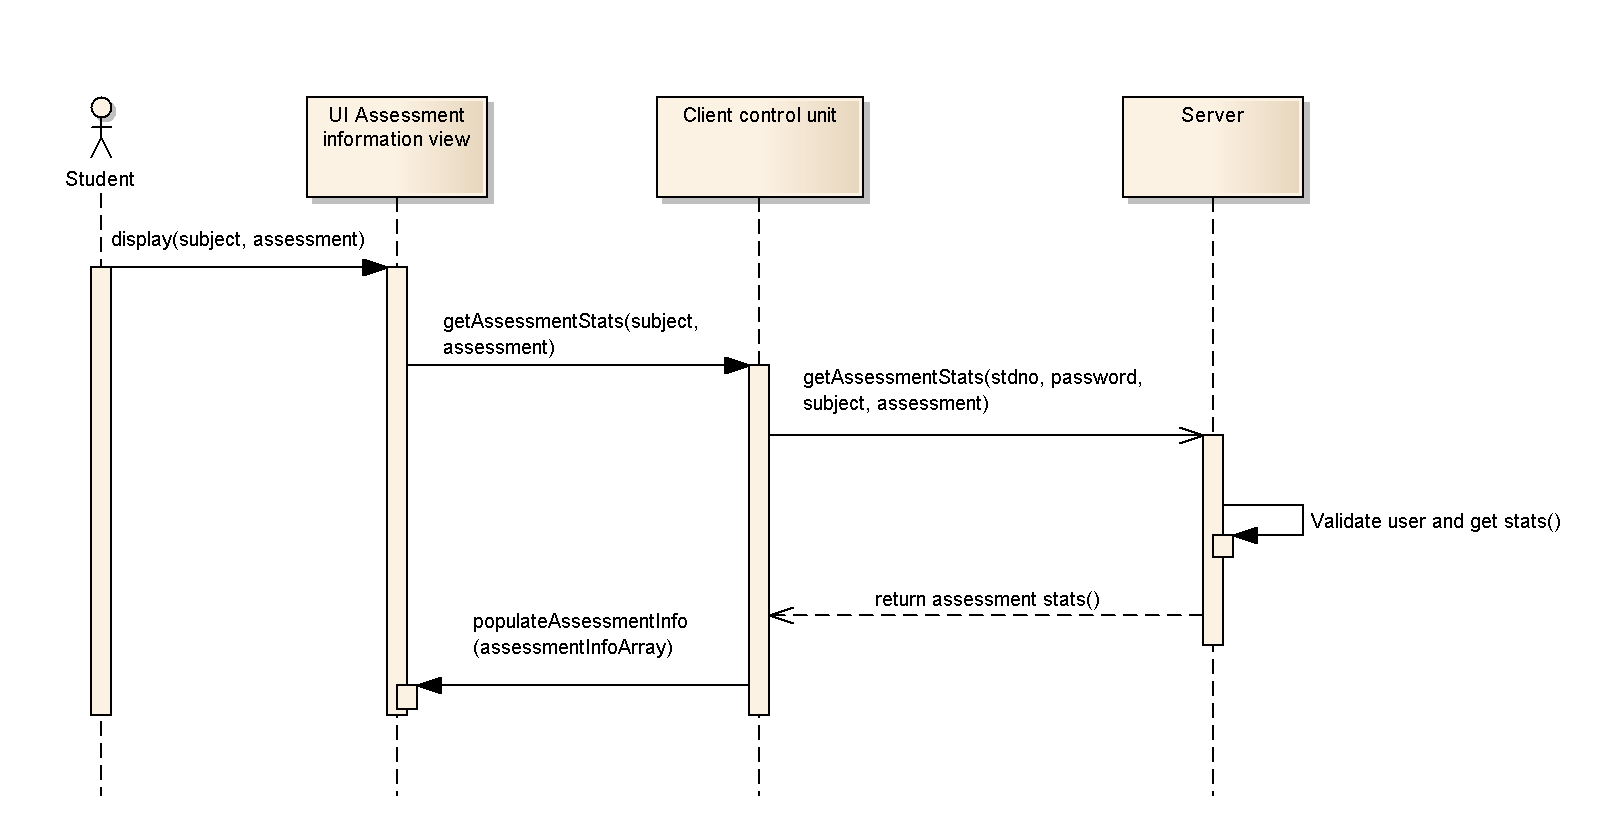 UI Assessment
information view
Client control unit
Server
Student
display(subject, assessment)
getAssessmentStats(subject,
assessment)
getAssessmentStats(stdno, password,
subject, assessment)
Validate user and get stats()
return assessment stats()
populateAssessmentInfo
(assessmentInfoArray)